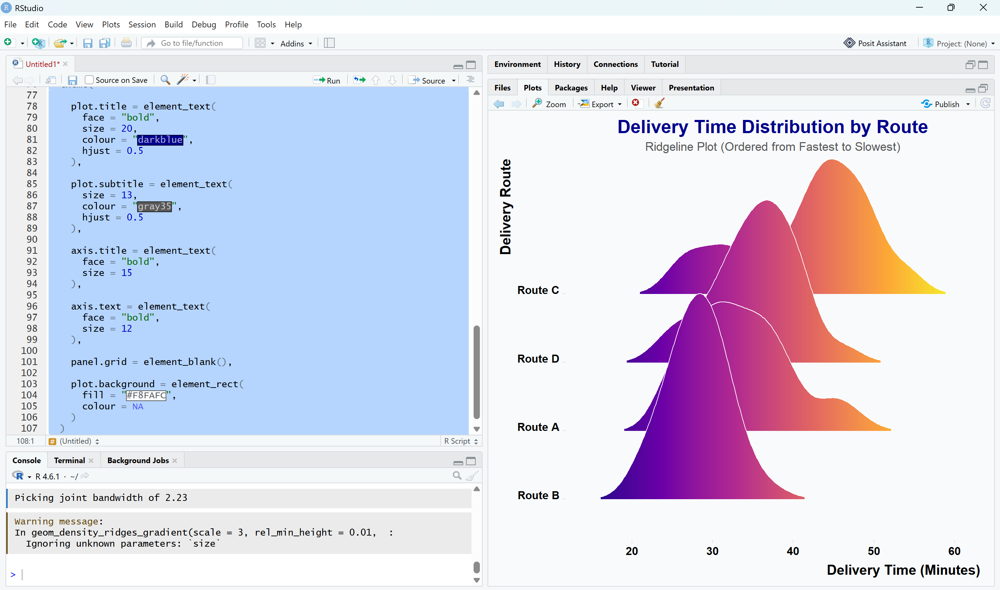 RStudio
File Edit Code View Plots Session Build Debug Profile Tools Help
Go to file/function Addins Posit Assistant Project: (None)
Untitled1*
Source on Save Run Source
77
78 plot.title = element_text(
79 face = "bold",
80 size = 20,
81 colour = "darkblue",
82 hjust = 0.5
83 ),
84
85 plot.subtitle = element_text(
86 size = 13,
87 colour = "gray35",
88 hjust = 0.5
89 ),
90
91 axis.title = element_text(
92 face = "bold",
93 size = 15
94 ),
95
96 axis.text = element_text(
97 face = "bold",
98 size = 12
99 ),
100
101 panel.grid = element_blank(),
102
103 plot.background = element_rect(
104 fill = "#F8FAFC",
105 colour = NA
106 )
107 )
108:1 # (Untitled) R Script
Console Terminal Background Jobs
R R 4.6.1 · ~/
Picking joint bandwidth of 2.23
Warning message:
In geom_density_ridges_gradient(scale = 3, rel_min_height = 0.01,  :
Ignoring unknown parameters: `size`
>
Environment History Connections Tutorial
Files Plots Packages Help Viewer Presentation
Zoom Export Publish
Delivery Time Distribution by Route
Ridgeline Plot (Ordered from Fastest to Slowest)
Delivery Route
Route C
Route D
Route A
Route B
20 30 40 50 60
Delivery Time (Minutes)